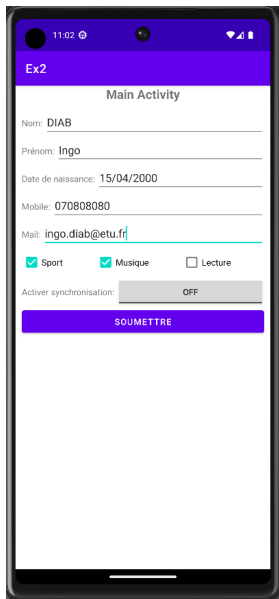 11:02
Ex2
Main Activity
Nom: DIAB
Prénom: Ingo
Date de naissance: 15/04/2000
Mobile: 070808080
Mail: ingo.diab@etu.fr
Sport Musique Lecture
Activer synchronisation: OFF
SOUMETTRE